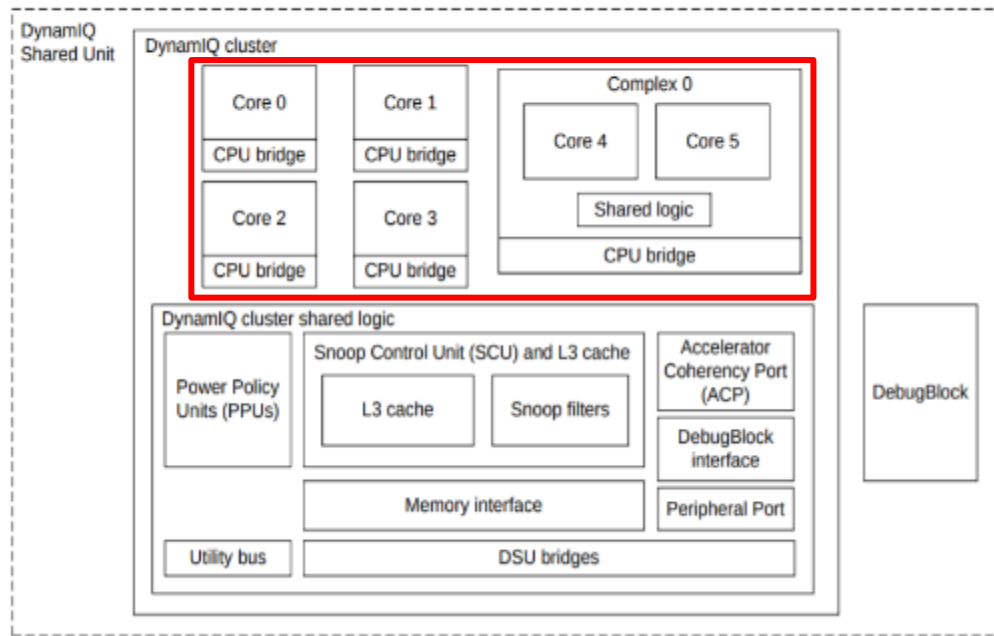 DynamIQ
Shared Unit
DynamIQ cluster
Core 0
CPU bridge
Core 1
CPU bridge
Complex 0
Core 4
Core 5
Shared logic
CPU bridge
Core 2
CPU bridge
Core 3
CPU bridge
DynamIQ cluster shared logic
Power Policy
Units (PPUs)
Snoop Control Unit (SCU) and L3 cache
L3 cache
Snoop filters
Accelerator
Coherency Port
(ACP)
DebugBlock
interface
Memory interface
Peripheral Port
Utility bus
DSU bridges
DebugBlock